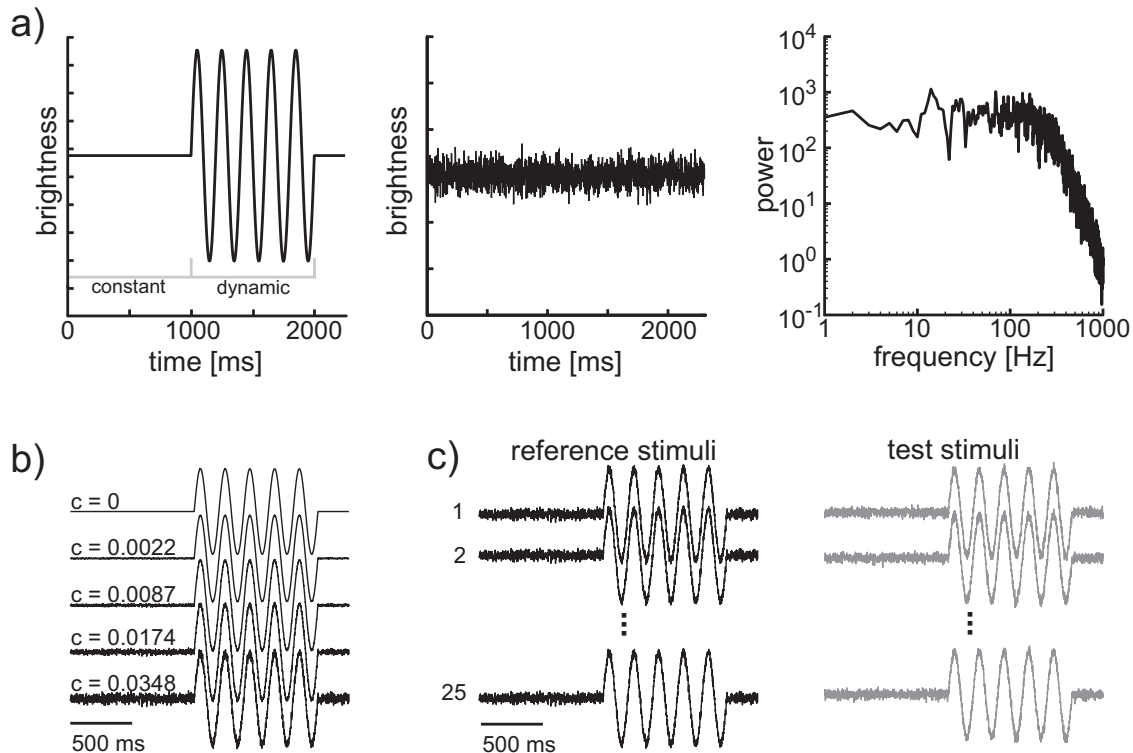 a)
brightness
constant
dynamic
0
1000
2000
time [ms]
brightness
0
1000
2000
time [ms]
power
10^4
10^3
10^2
10^1
10^0
10^-1
1
10
100
1000
frequency [Hz]
b)
c = 0
c = 0.0022
c = 0.0087
c = 0.0174
c = 0.0348
500 ms
c)
reference stimuli
1
2
25
500 ms
test stimuli